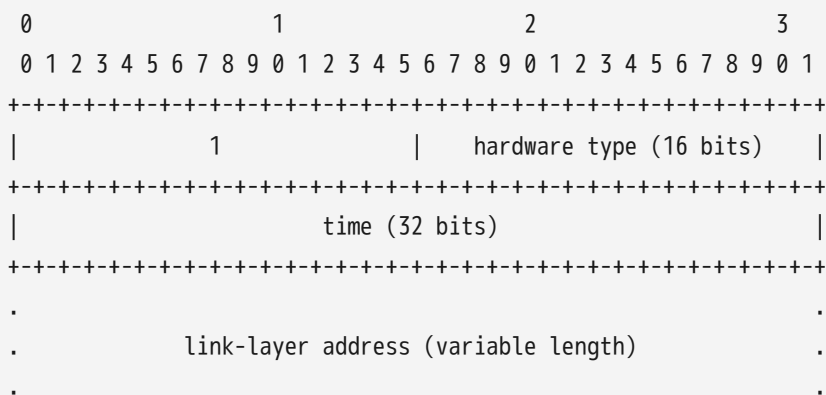 0                   1                   2                   3
0 1 2 3 4 5 6 7 8 9 0 1 2 3 4 5 6 7 8 9 0 1 2 3 4 5 6 7 8 9 0 1
+-+-+-+-+-+-+-+-+-+-+-+-+-+-+-+-+-+-+-+-+-+-+-+-+-+-+-+-+-+-+-+-+
|               1               |    hardware type (16 bits)    |
+-+-+-+-+-+-+-+-+-+-+-+-+-+-+-+-+-+-+-+-+-+-+-+-+-+-+-+-+-+-+-+-+
|                        time (32 bits)                         |
+-+-+-+-+-+-+-+-+-+-+-+-+-+-+-+-+-+-+-+-+-+-+-+-+-+-+-+-+-+-+-+-+
.                                                               .
.             link-layer address (variable length)              .
.                                                               .